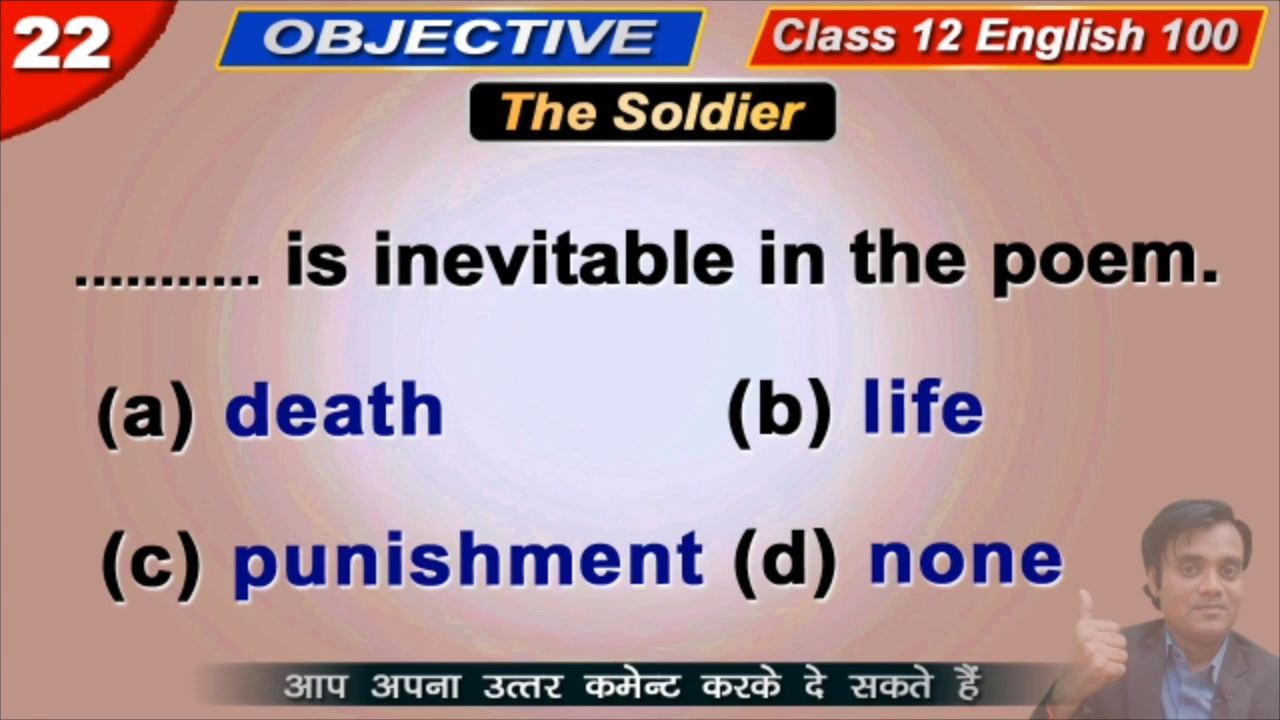 22
OBJECTIVE
Class 12 English 100
The Soldier
........... is inevitable in the poem.
(a) death (b) life
(c) punishment (d) none
आप अपना उत्तर कमेन्ट करके दे सकते हैं